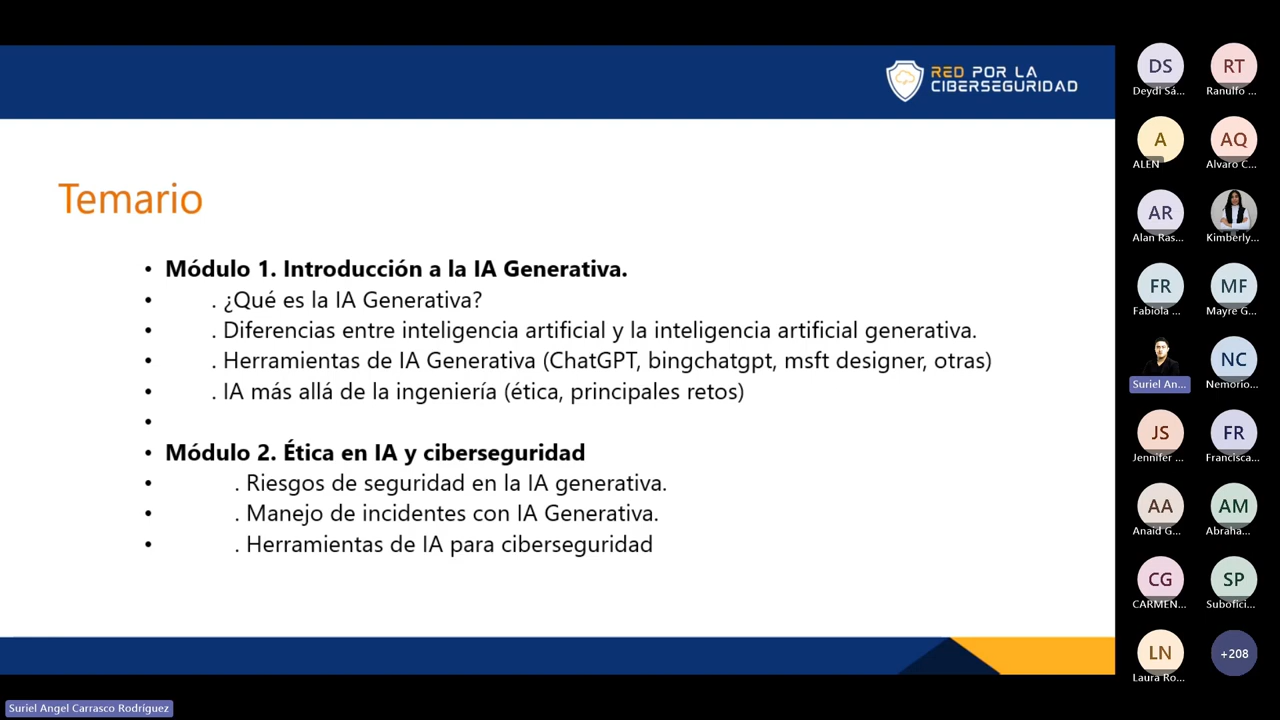 RED POR LA
CIBERSEGURIDAD
Temario
• Módulo 1. Introducción a la IA Generativa.
• . ¿Qué es la IA Generativa?
• . Diferencias entre inteligencia artificial y la inteligencia artificial generativa.
• . Herramientas de IA Generativa (ChatGPT, bingchatgpt, msft designer, otras)
• . IA más allá de la ingeniería (ética, principales retos)
•
• Módulo 2. Ética en IA y ciberseguridad
• . Riesgos de seguridad en la IA generativa.
• . Manejo de incidentes con IA Generativa.
• . Herramientas de IA para ciberseguridad
Suriel Angel Carrasco Rodríguez
DS
Deydi Sá...
RT
Ranulfo ...
A
ALEN
AQ
Alvaro C...
AR
Alan Ras...
Kimberly...
FR
Fabiola ...
MF
Mayre G...
Suriel An...
NC
Nemorio...
JS
Jennifer ...
FR
Francisca...
AA
Anaid G...
AM
Abraha...
CG
CARMEN...
SP
Subofici...
LN
Laura Ro...
+208